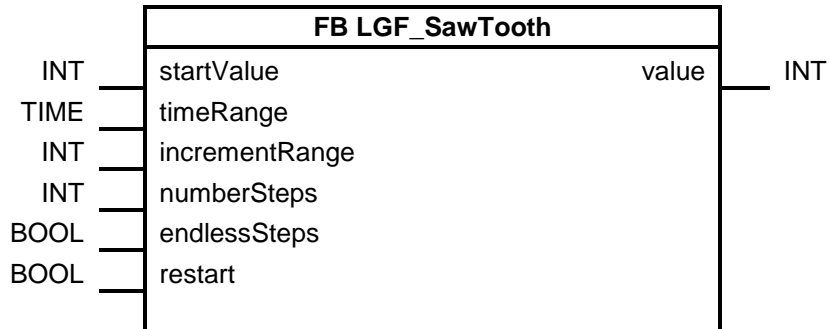 FB LGF_SawTooth
INT startValue value INT
TIME timeRange
INT incrementRange
INT numberSteps
BOOL endlessSteps
BOOL restart